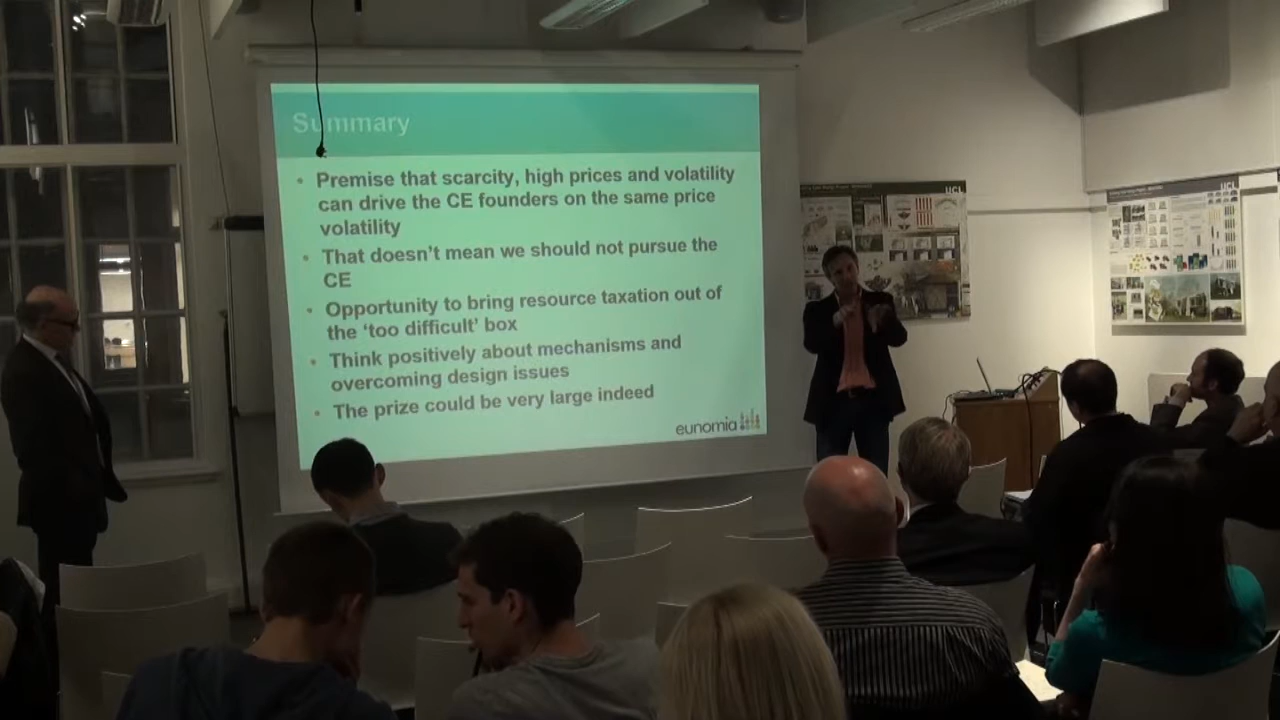 Summary
• Premise that scarcity, high prices and volatility
can drive the CE founders on the same price
volatility
• That doesn't mean we should not pursue the
CE
• Opportunity to bring resource taxation out of
the 'too difficult' box
• Think positively about mechanisms and
overcoming design issues
• The prize could be very large indeed
eunomia
UCL
UCL